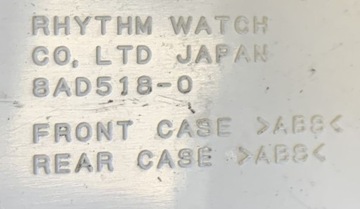 RHYTHM WATCH
CO, LTD JAPAN
8AD518-0
FRONT CASE >ABS<
REAR CASE >ABS<